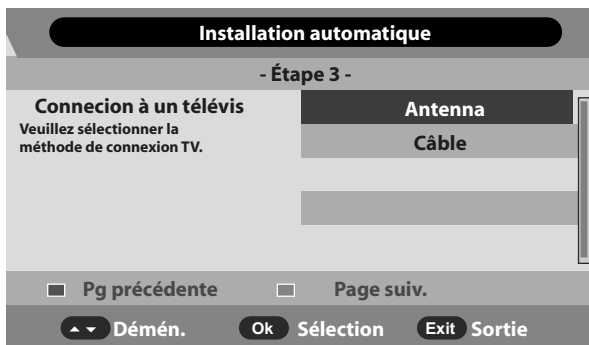 Installation automatique
- Étape 3 -
Connecion à un télévis
Veuillez sélectionner la
méthode de connexion TV.
Antenna
Câble
Pg précédente Page suiv.
Démén. Ok Sélection Exit Sortie